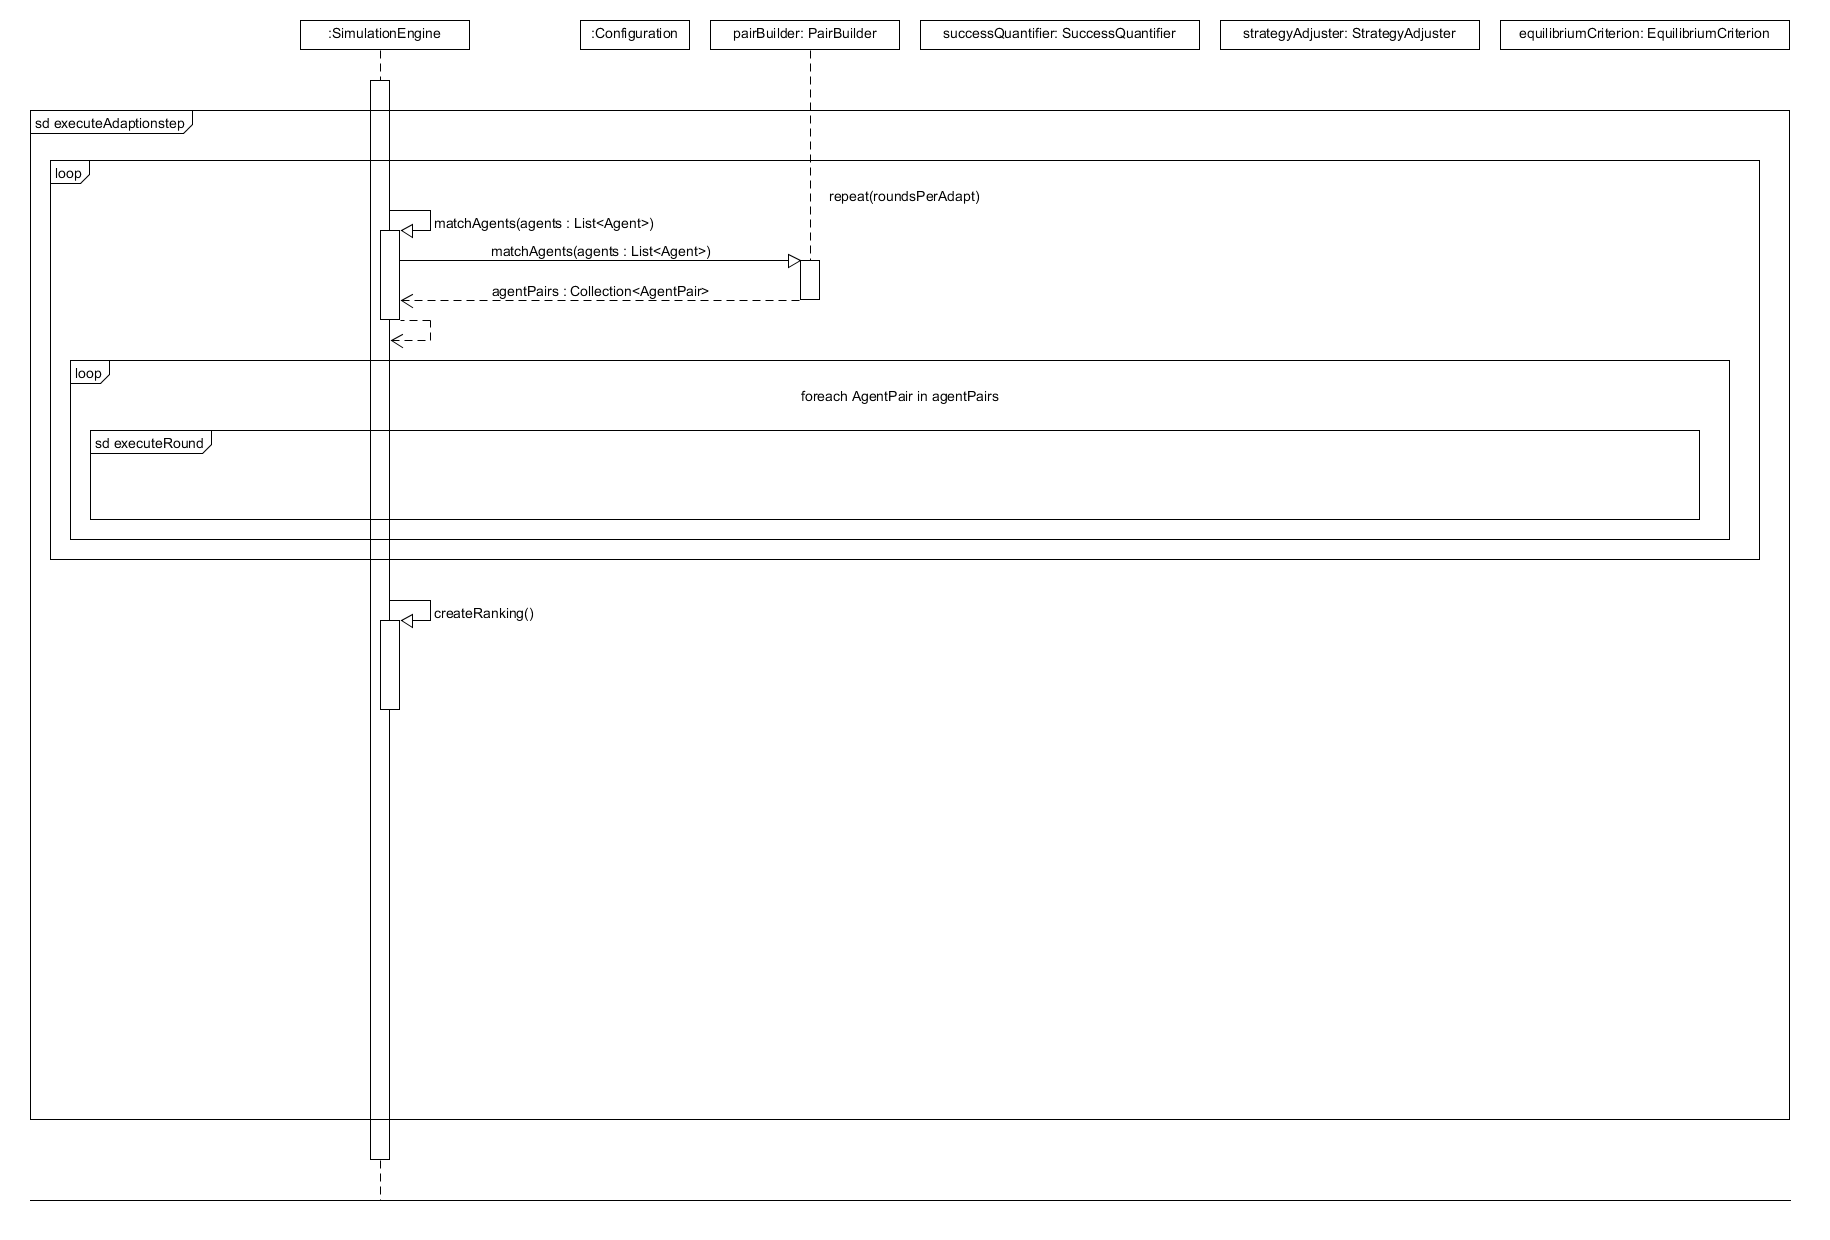 :SimulationEngine
:Configuration
pairBuilder: PairBuilder
successQuantifier: SuccessQuantifier
strategyAdjuster: StrategyAdjuster
equilibriumCriterion: EquilibriumCriterion
sd executeAdaptionstep
loop
repeat(roundsPerAdapt)
matchAgents(agents : List<Agent>)
matchAgents(agents : List<Agent>)
agentPairs : Collection<AgentPair>
loop
foreach AgentPair in agentPairs
sd executeRound
createRanking()